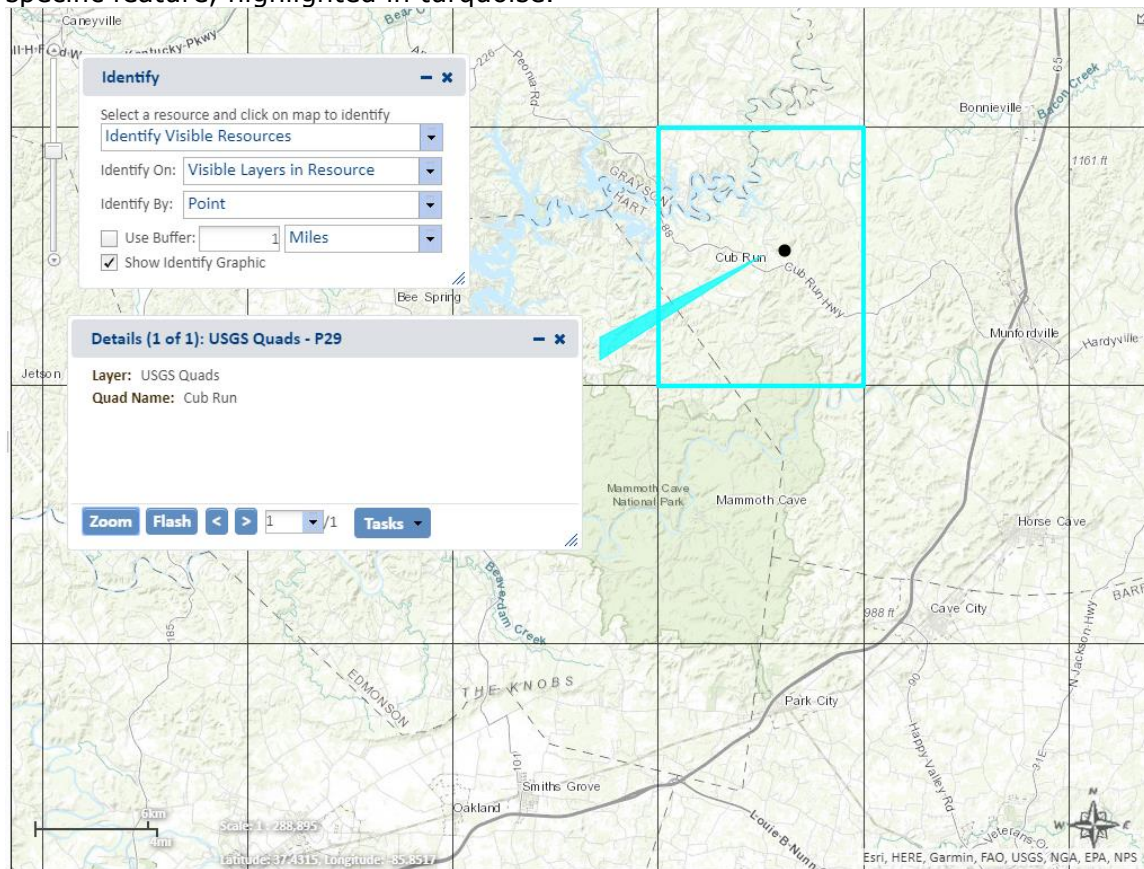 specific feature, highlighted in turquoise.
Caneyville
Bear C
Kentucky-Pkwy
226
Peonia-Rd
65
Bonnieville
Bacon Creek
1161 ft
Identify
Select a resource and click on map to identify
Identify Visible Resources
Identify On: Visible Layers in Resource
Identify By: Point
Use Buffer: 1 Miles
Show Identify Graphic
GRAYSON
HART
88
Cub Run
Cub Run-Hwy
Bee Spring
Munfordville
Hardyville
Jetson
Details (1 of 1): USGS Quads - P29
Layer: USGS Quads
Quad Name: Cub Run
Zoom Flash < > 1 /1 Tasks
Mammoth Cave
National Park
Mammoth Cave
Horse Cave
Beaverdam Creek
185
988 ft
Cave City
BARR
N Jackson-Hwy
EDMONSON
THE KNOBS
Park City
90
Happy Valley Rd
31E
101
Smiths Grove
Oakland
Louie-B-Nunn
Veterans-O
6km
4mi
Scale: 1 : 288,895
Latitude: 37.4315, Longitude: -85.8517
N
W E
Esri, HERE, Garmin, FAO, USGS, NGA, EPA, NPS